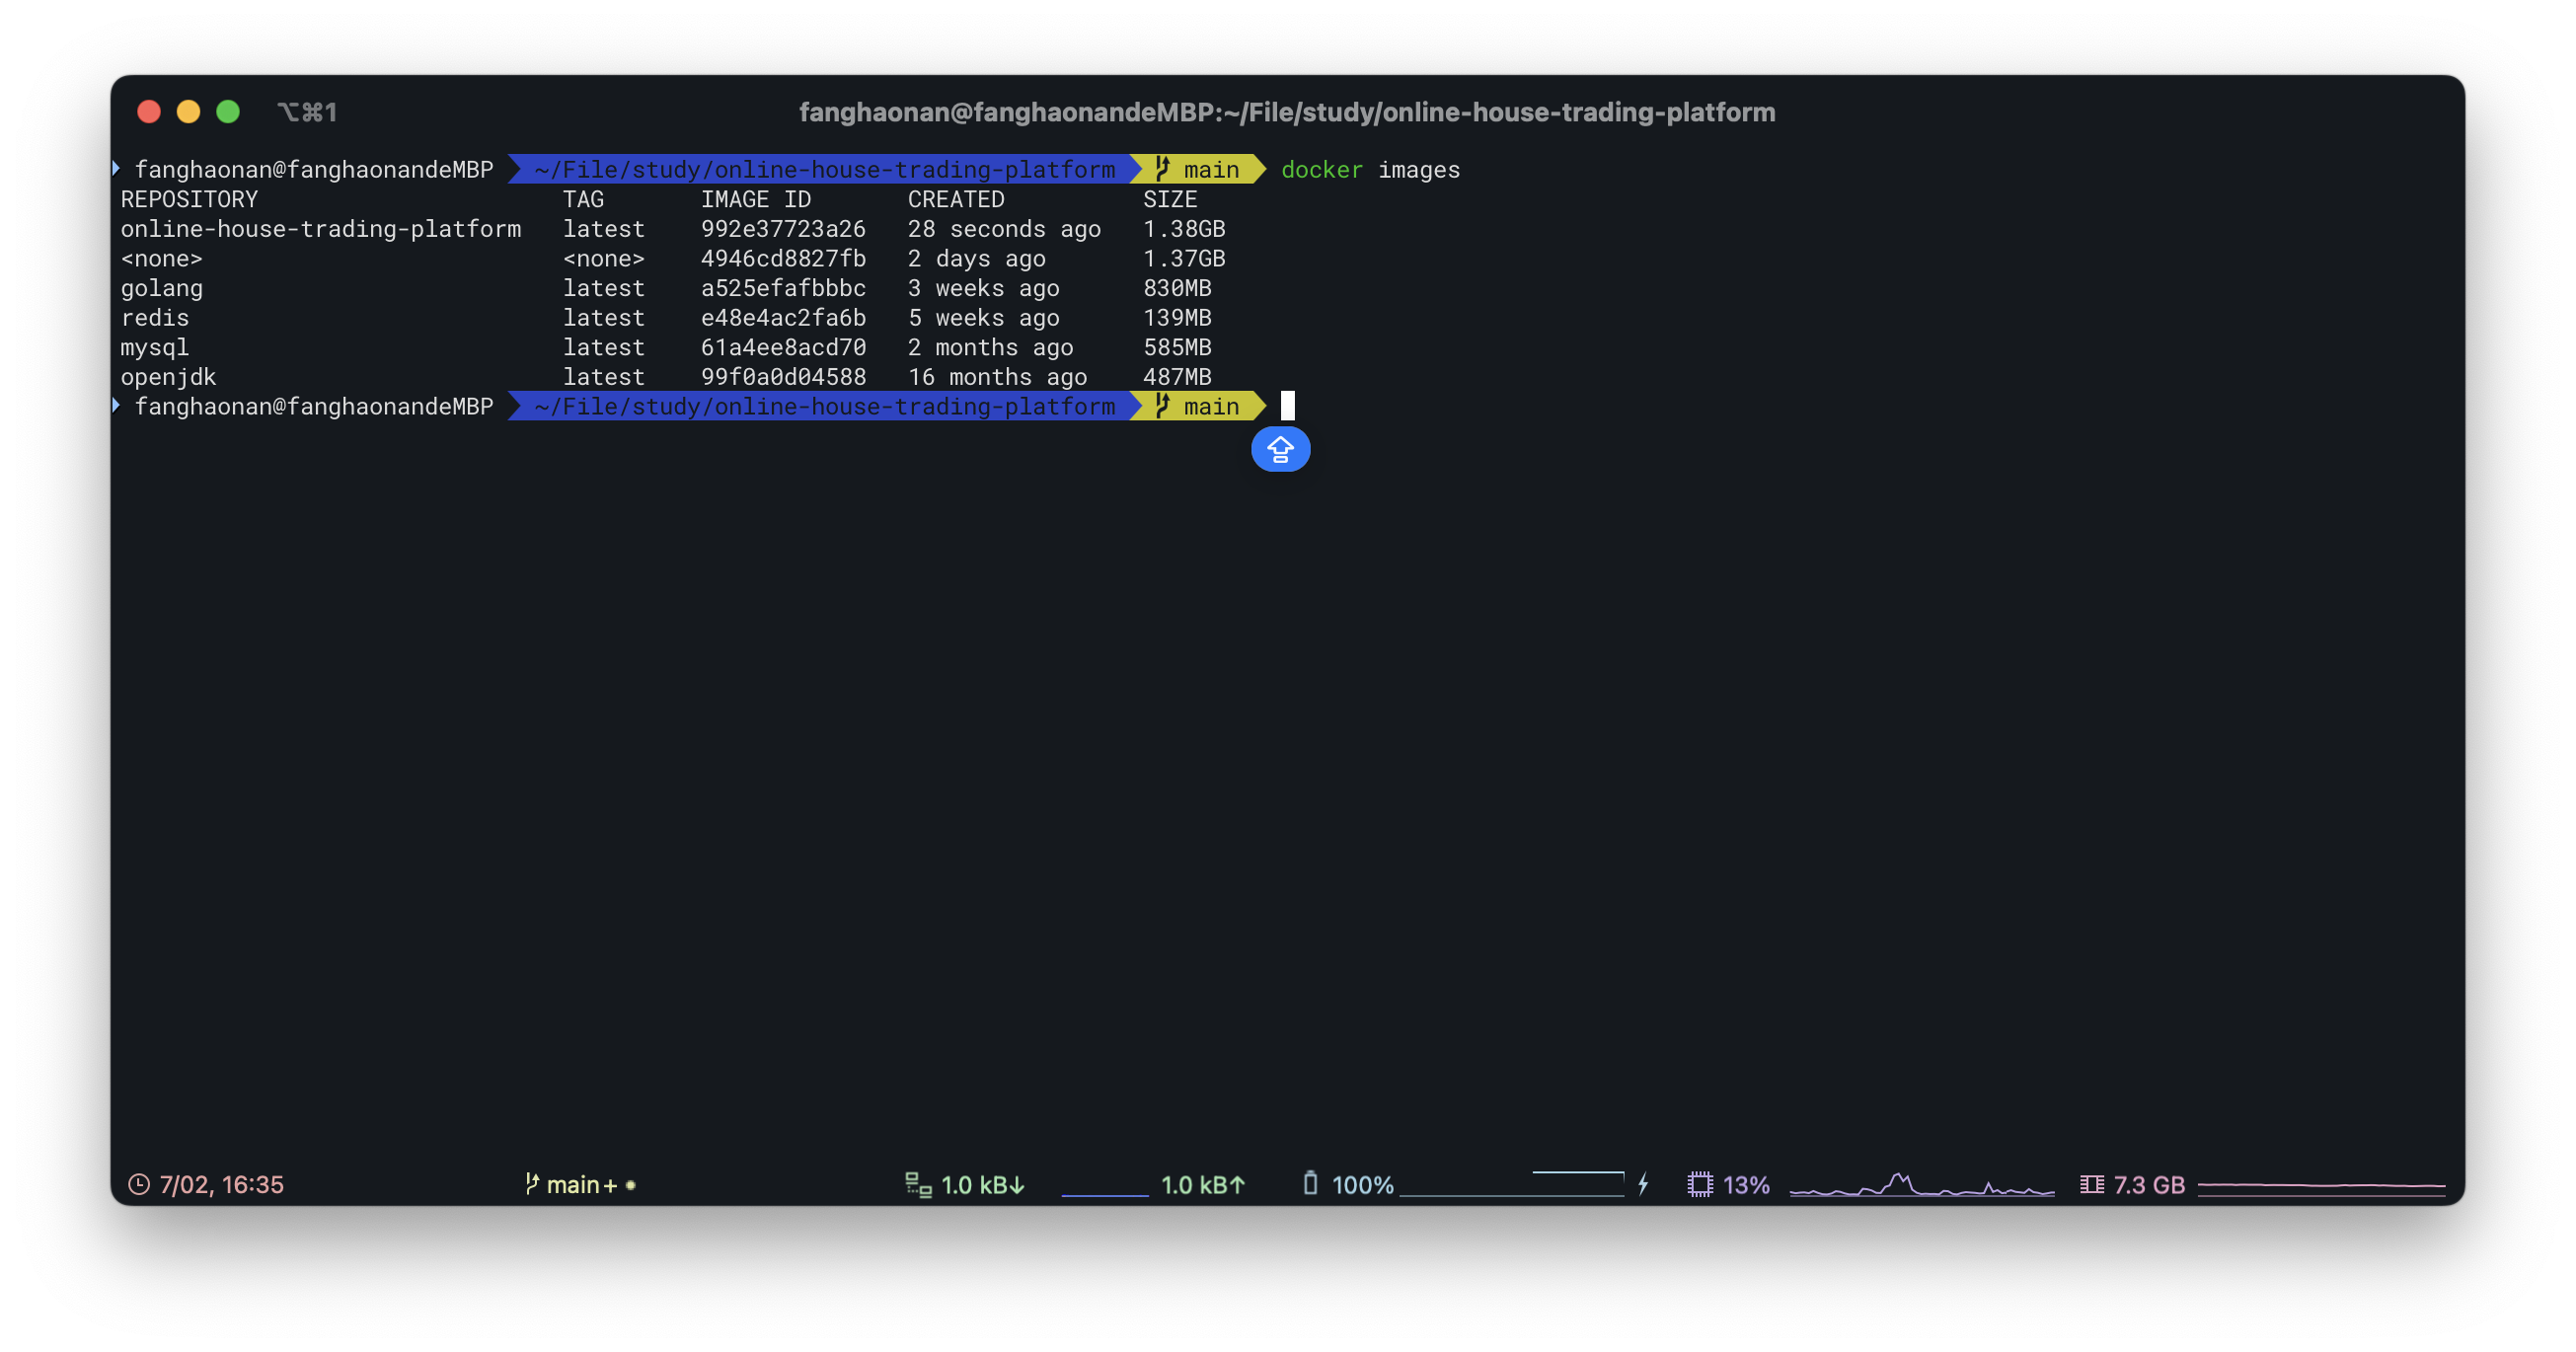 ⌥⌘1
fanghaonan@fanghaonandeMBP:~/File/study/online-house-trading-platform
fanghaonan@fanghaonandeMBP ~/File/study/online-house-trading-platform main docker images
REPOSITORY TAG IMAGE ID CREATED SIZE
online-house-trading-platform latest 992e37723a26 28 seconds ago 1.38GB
<none> <none> 4946cd8827fb 2 days ago 1.37GB
golang latest a525efafbbbc 3 weeks ago 830MB
redis latest e48e4ac2fa6b 5 weeks ago 139MB
mysql latest 61a4ee8acd70 2 months ago 585MB
openjdk latest 99f0a0d04588 16 months ago 487MB
fanghaonan@fanghaonandeMBP ~/File/study/online-house-trading-platform main
7/02, 16:35 main+ ● 1.0 kB↓ 1.0 kB↑ 100% 13% 7.3 GB